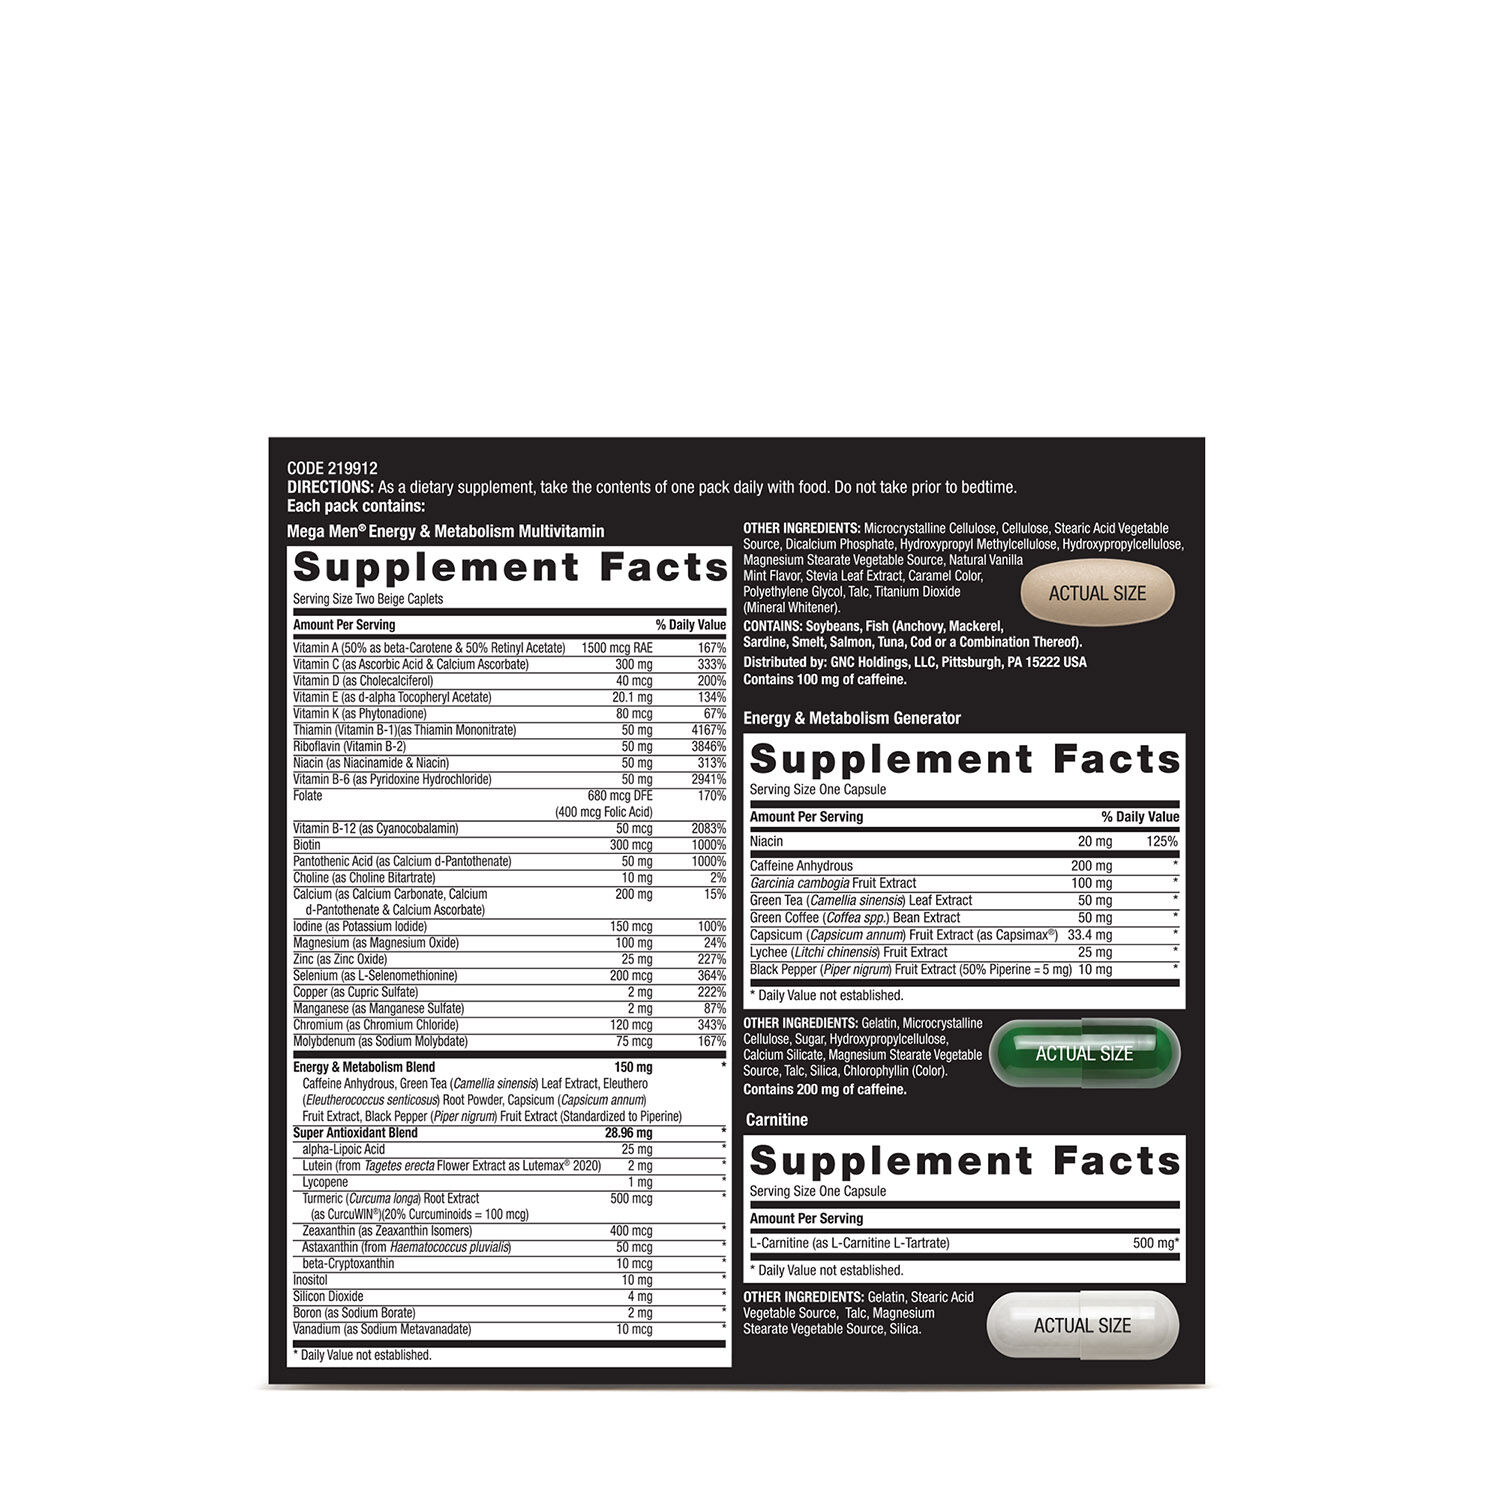 CODE 219912
DIRECTIONS: As a dietary supplement, take the contents of one pack daily with food. Do not take prior to bedtime.
Each pack contains:
Mega Men® Energy & Metabolism Multivitamin
Supplement Facts
Serving Size Two Beige Caplets
Amount Per Serving % Daily Value
Vitamin A (50% as beta-Carotene & 50% Retinyl Acetate) 1500 mcg RAE 167%
Vitamin C (as Ascorbic Acid & Calcium Ascorbate) 300 mg 333%
Vitamin D (as Cholecalciferol) 40 mcg 200%
Vitamin E (as d-alpha Tocopheryl Acetate) 20.1 mg 134%
Vitamin K (as Phytonadione) 80 mcg 67%
Thiamin (Vitamin B-1)(as Thiamin Mononitrate) 50 mg 4167%
Riboflavin (Vitamin B-2) 50 mg 3846%
Niacin (as Niacinamide & Niacin) 50 mg 313%
Vitamin B-6 (as Pyridoxine Hydrochloride) 50 mg 2941%
Folate 680 mcg DFE 170%
(400 mcg Folic Acid)
Vitamin B-12 (as Cyanocobalamin) 50 mcg 2083%
Biotin 300 mcg 1000%
Pantothenic Acid (as Calcium d-Pantothenate) 50 mg 1000%
Choline (as Choline Bitartrate) 10 mg 2%
Calcium (as Calcium Carbonate, Calcium 200 mg 15%
d-Pantothenate & Calcium Ascorbate)
Iodine (as Potassium Iodide) 150 mcg 100%
Magnesium (as Magnesium Oxide) 100 mg 24%
Zinc (as Zinc Oxide) 25 mg 227%
Selenium (as L-Selenomethionine) 200 mcg 364%
Copper (as Cupric Sulfate) 2 mg 222%
Manganese (as Manganese Sulfate) 2 mg 87%
Chromium (as Chromium Chloride) 120 mcg 343%
Molybdenum (as Sodium Molybdate) 75 mcg 167%
Energy & Metabolism Blend 150 mg *
Caffeine Anhydrous, Green Tea (Camellia sinensis) Leaf Extract, Eleuthero
(Eleutherococcus senticosus) Root Powder, Capsicum (Capsicum annum)
Fruit Extract, Black Pepper (Piper nigrum) Fruit Extract (Standardized to Piperine)
Super Antioxidant Blend 28.96 mg *
alpha-Lipoic Acid 25 mg *
Lutein (from Tagetes erecta Flower Extract as Lutemax® 2020) 2 mg *
Lycopene 1 mg *
Turmeric (Curcuma longa) Root Extract 500 mcg *
(as CurcuWIN®)(20% Curcuminoids = 100 mcg)
Zeaxanthin (as Zeaxanthin Isomers) 400 mcg *
Astaxanthin (from Haematococcus pluvialis) 50 mcg *
beta-Cryptoxanthin 10 mcg *
Inositol 10 mg *
Silicon Dioxide 4 mg *
Boron (as Sodium Borate) 2 mg *
Vanadium (as Sodium Metavanadate) 10 mcg *
* Daily Value not established.
OTHER INGREDIENTS: Microcrystalline Cellulose, Cellulose, Stearic Acid Vegetable
Source, Dicalcium Phosphate, Hydroxypropyl Methylcellulose, Hydroxypropylcellulose,
Magnesium Stearate Vegetable Source, Natural Vanilla
Mint Flavor, Stevia Leaf Extract, Caramel Color,
Polyethylene Glycol, Talc, Titanium Dioxide
(Mineral Whitener).
ACTUAL SIZE
CONTAINS: Soybeans, Fish (Anchovy, Mackerel,
Sardine, Smelt, Salmon, Tuna, Cod or a Combination Thereof).
Distributed by: GNC Holdings, LLC, Pittsburgh, PA 15222 USA
Contains 100 mg of caffeine.
Energy & Metabolism Generator
Supplement Facts
Serving Size One Capsule
Amount Per Serving % Daily Value
Niacin 20 mg 125%
Caffeine Anhydrous 200 mg *
Garcinia cambogia Fruit Extract 100 mg *
Green Tea (Camellia sinensis) Leaf Extract 50 mg *
Green Coffee (Coffea spp.) Bean Extract 50 mg *
Capsicum (Capsicum annum) Fruit Extract (as Capsimax®) 33.4 mg *
Lychee (Litchi chinensis) Fruit Extract 25 mg *
Black Pepper (Piper nigrum) Fruit Extract (50% Piperine = 5 mg) 10 mg *
* Daily Value not established.
OTHER INGREDIENTS: Gelatin, Microcrystalline
Cellulose, Sugar, Hydroxypropylcellulose,
Calcium Silicate, Magnesium Stearate Vegetable
Source, Talc, Silica, Chlorophyllin (Color).
ACTUAL SIZE
Contains 200 mg of caffeine.
Carnitine
Supplement Facts
Serving Size One Capsule
Amount Per Serving
L-Carnitine (as L-Carnitine L-Tartrate) 500 mg*
* Daily Value not established.
OTHER INGREDIENTS: Gelatin, Stearic Acid
Vegetable Source, Talc, Magnesium
Stearate Vegetable Source, Silica.
ACTUAL SIZE